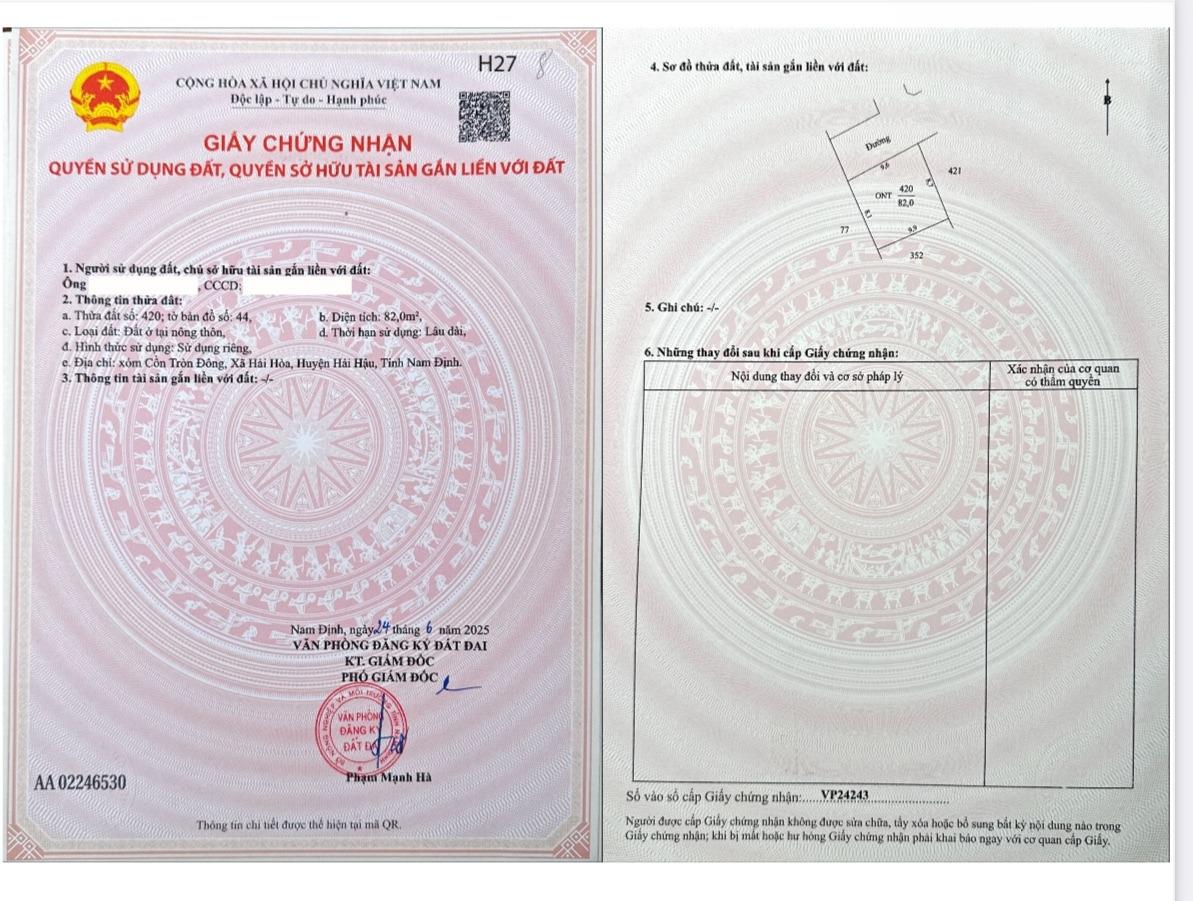 H27 8
CỘNG HÒA XÃ HỘI CHỦ NGHĨA VIỆT NAM
Độc lập - Tự do - Hạnh phúc
GIẤY CHỨNG NHẬN
QUYỀN SỬ DỤNG ĐẤT, QUYỀN SỞ HỮU TÀI SẢN GẮN LIỀN VỚI ĐẤT
1. Người sử dụng đất, chủ sở hữu tài sản gắn liền với đất:
Ông , CCCD:
2. Thông tin thửa đất:
a. Thửa đất số: 420; tờ bản đồ số: 44, b. Diện tích: 82,0m²,
c. Loại đất: Đất ở tại nông thôn, d. Thời hạn sử dụng: Lâu dài,
đ. Hình thức sử dụng: Sử dụng riêng,
e. Địa chỉ: xóm Cồn Tròn Đông, Xã Hải Hòa, Huyện Hải Hậu, Tỉnh Nam Định.
3. Thông tin tài sản gắn liền với đất: -/-
Nam Định, ngày 24 tháng 6 năm 2025
VĂN PHÒNG ĐĂNG KÝ ĐẤT ĐAI
KT. GIÁM ĐỐC
PHÓ GIÁM ĐỐC
VĂN PHÒNG
ĐĂNG KÝ
ĐẤT ĐAI
Phạm Mạnh Hà
AA 02246530
Thông tin chi tiết được thể hiện tại mã QR.
4. Sơ đồ thửa đất, tài sản gắn liền với đất:
B
Đường
421
ONT 420
82,0
77
9,9
352
5. Ghi chú: -/-
6. Những thay đổi sau khi cấp Giấy chứng nhận:
Nội dung thay đổi và cơ sở pháp lý
Xác nhận của cơ quan
có thẩm quyền
Số vào sổ cấp Giấy chứng nhận:.....VP24243....................
Người được cấp Giấy chứng nhận không được sửa chữa, tẩy xóa hoặc bổ sung bất kỳ nội dung nào trong
Giấy chứng nhận; khi bị mất hoặc hư hỏng Giấy chứng nhận phải khai báo ngay với cơ quan cấp Giấy.